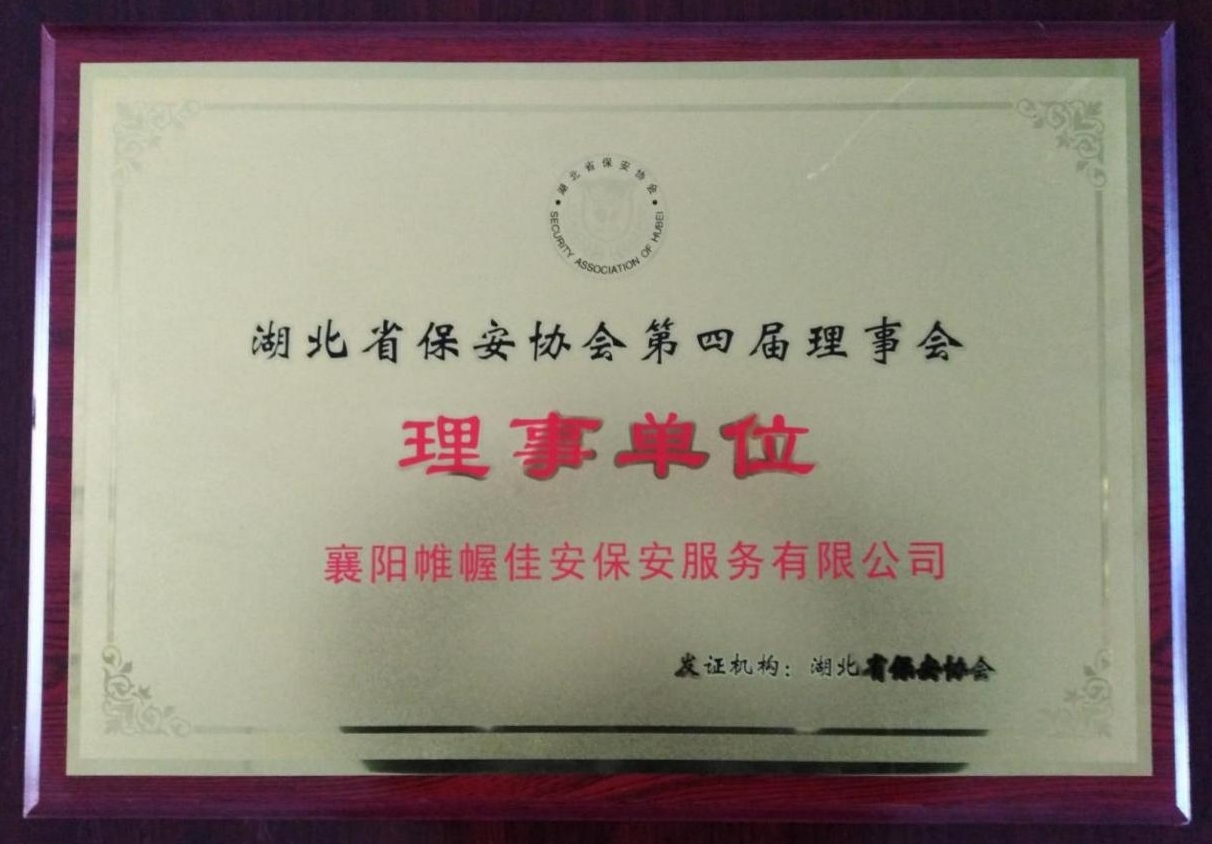 湖北省保安协会
SECURITY ASSOCIATION OF HUBEI
湖北省保安协会第四届理事会
理事单位
襄阳帷幄佳安保安服务有限公司
发证机构：湖北省保安协会